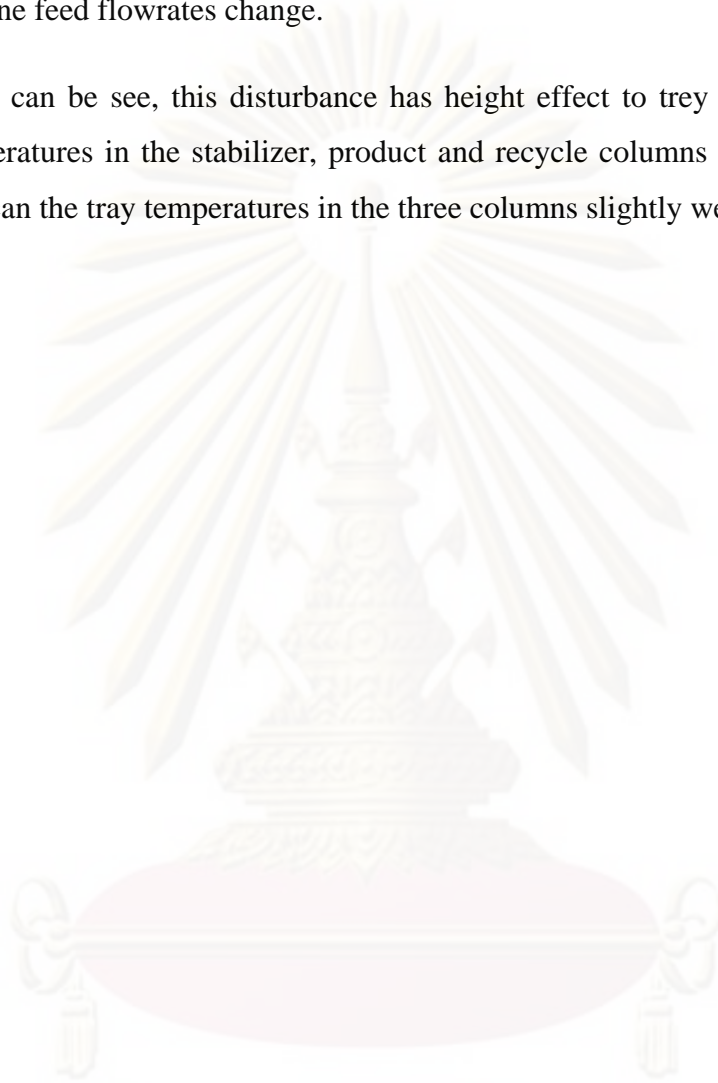 ne feed flowrates change.
can be see, this disturbance has height effect to trey
eratures in the stabilizer, product and recycle columns
an the tray temperatures in the three columns slightly we